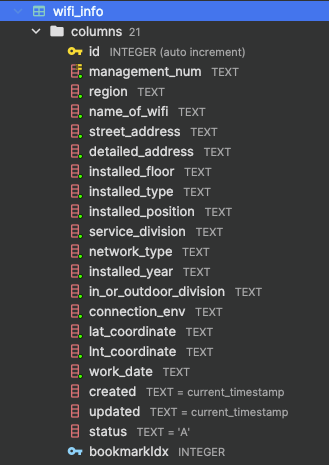 wifi_info
columns 21
id INTEGER (auto increment)
management_num TEXT
region TEXT
name_of_wifi TEXT
street_address TEXT
detailed_address TEXT
installed_floor TEXT
installed_type TEXT
installed_position TEXT
service_division TEXT
network_type TEXT
installed_year TEXT
in_or_outdoor_division TEXT
connection_env TEXT
lat_coordinate TEXT
lnt_coordinate TEXT
work_date TEXT
created TEXT = current_timestamp
updated TEXT = current_timestamp
status TEXT = 'A'
bookmarkIdx INTEGER